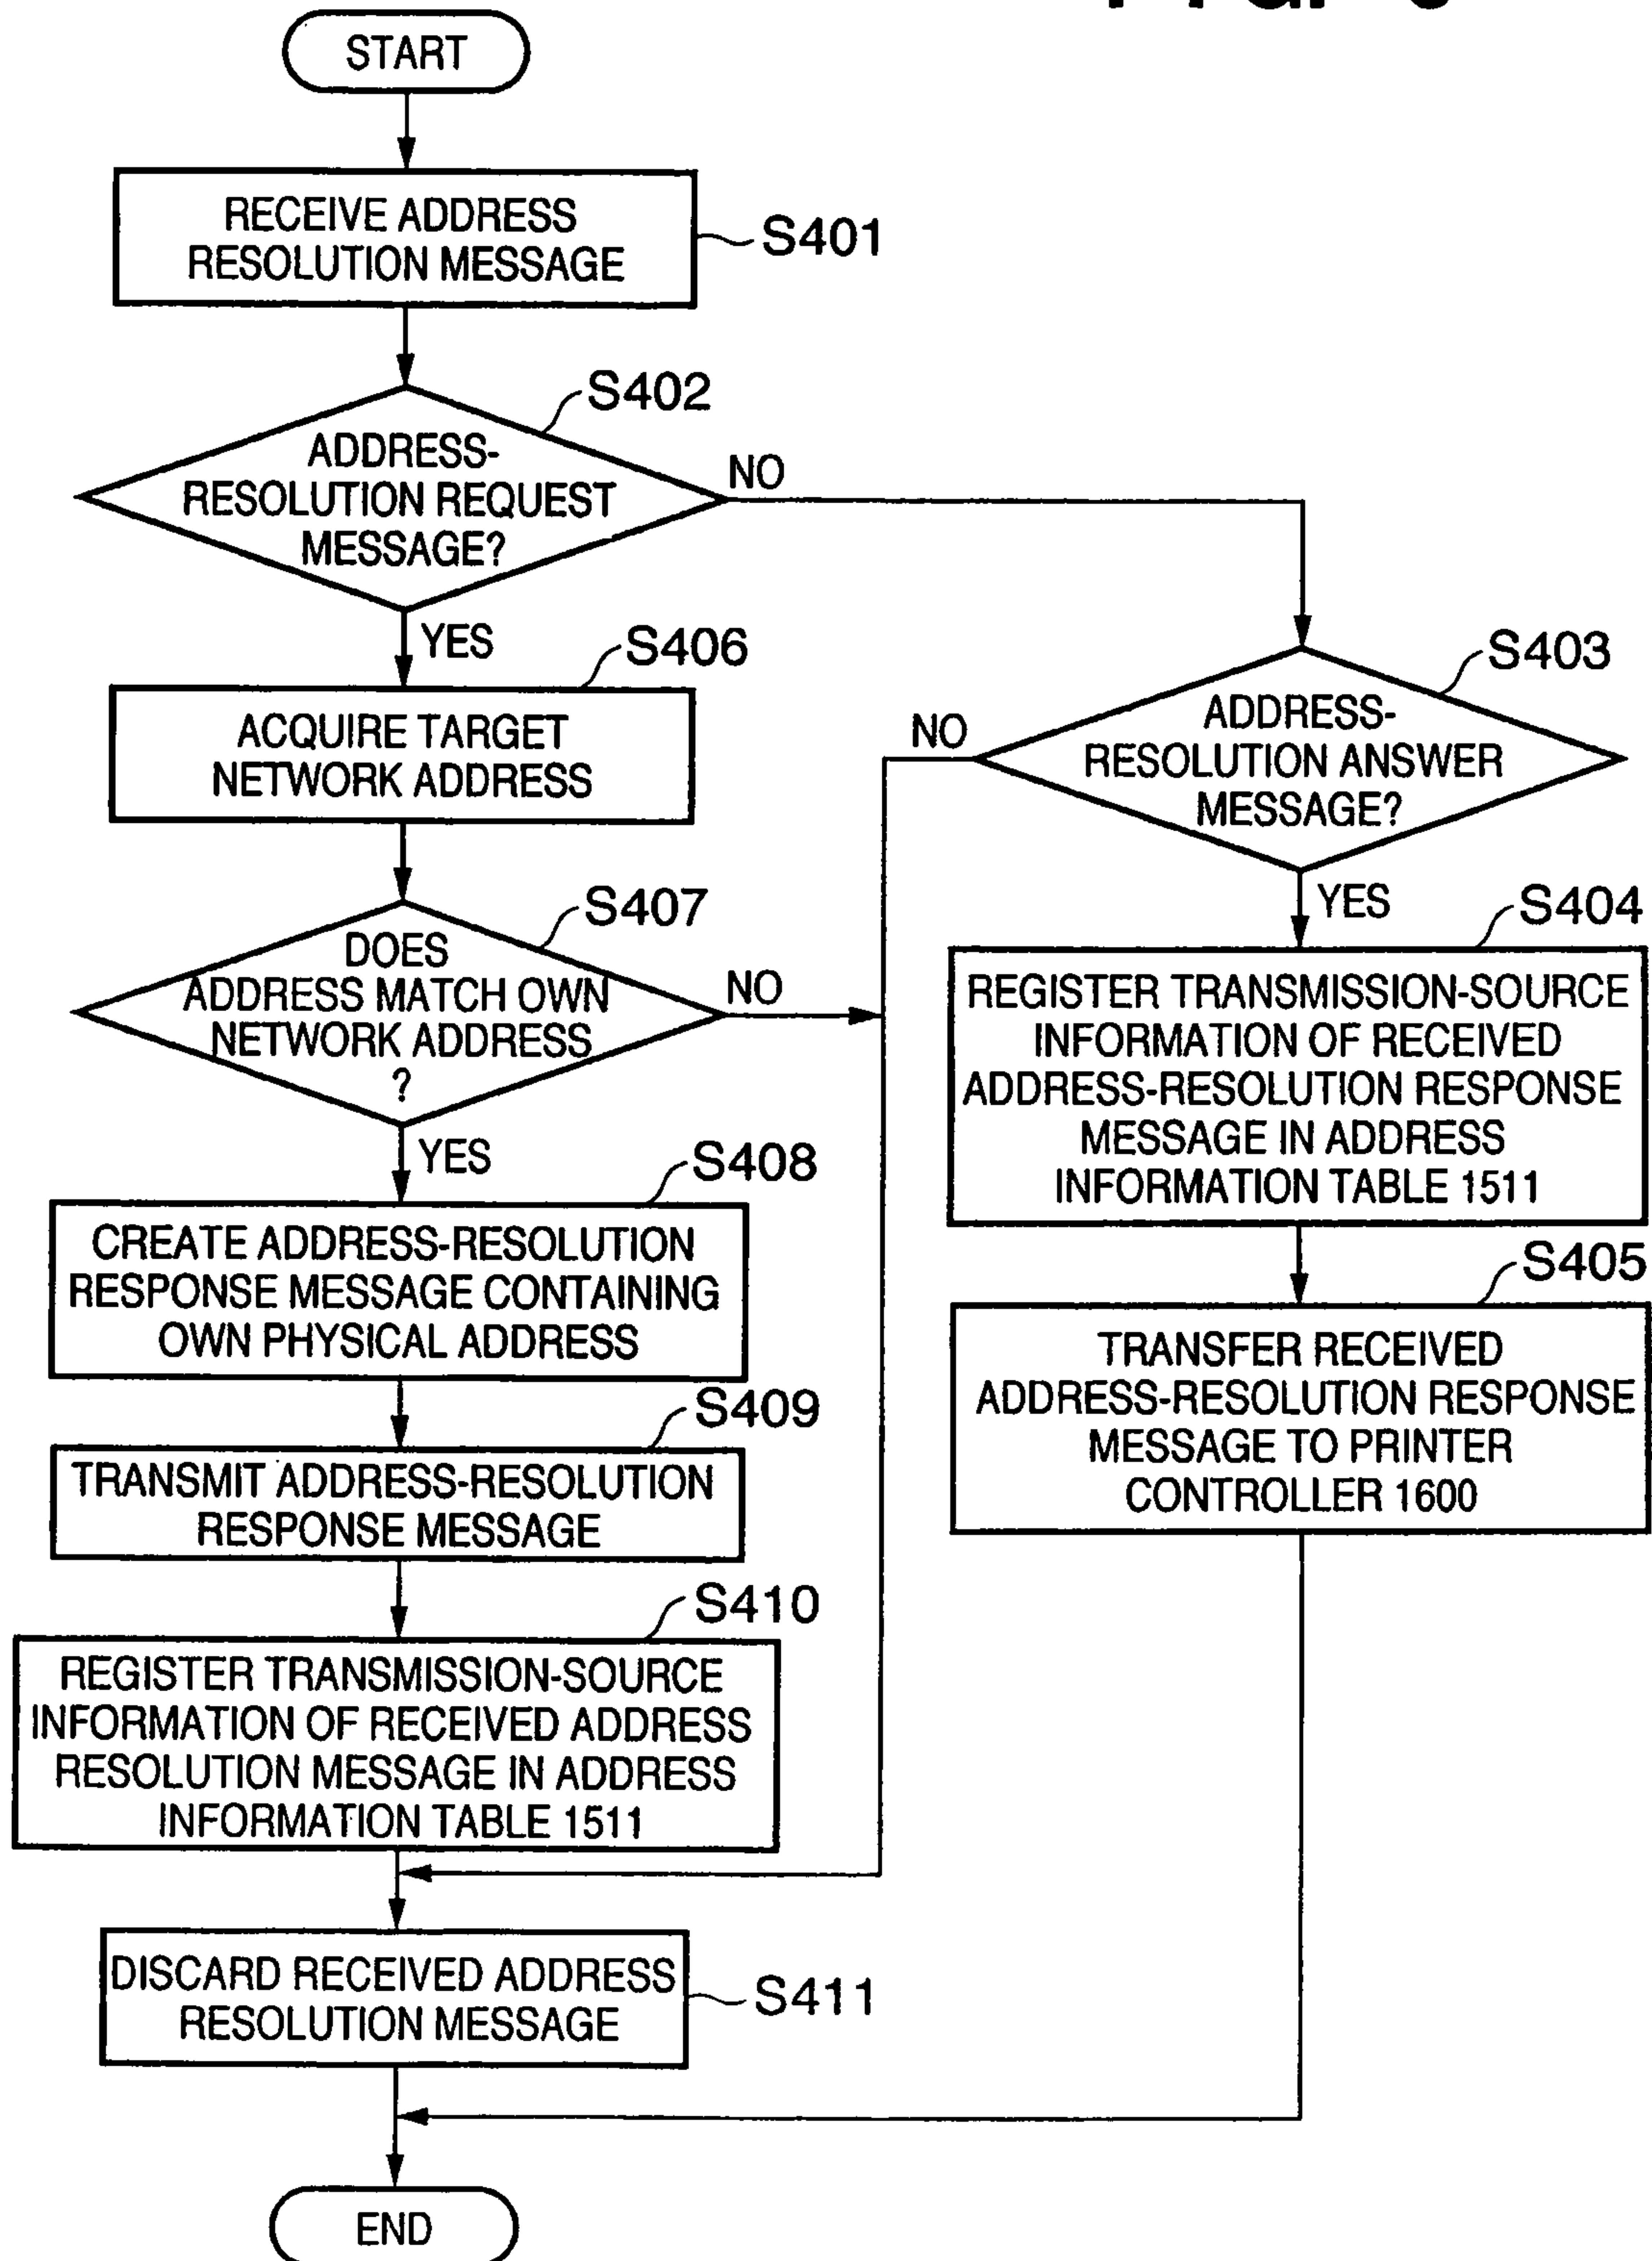 START
RECEIVE ADDRESS
RESOLUTION MESSAGE
S401
S402
ADDRESS-
RESOLUTION REQUEST
MESSAGE?
NO
YES
S406
ACQUIRE TARGET
NETWORK ADDRESS
S407
DOES
ADDRESS MATCH OWN
NETWORK ADDRESS
?
NO
YES
S408
CREATE ADDRESS-RESOLUTION
RESPONSE MESSAGE CONTAINING
OWN PHYSICAL ADDRESS
S409
TRANSMIT ADDRESS-RESOLUTION
RESPONSE MESSAGE
S410
REGISTER TRANSMISSION-SOURCE
INFORMATION OF RECEIVED ADDRESS
RESOLUTION MESSAGE IN ADDRESS
INFORMATION TABLE 1511
DISCARD RECEIVED ADDRESS
RESOLUTION MESSAGE
S411
END
S403
ADDRESS-
RESOLUTION ANSWER
MESSAGE?
NO
YES
S404
REGISTER TRANSMISSION-SOURCE
INFORMATION OF RECEIVED
ADDRESS-RESOLUTION RESPONSE
MESSAGE IN ADDRESS
INFORMATION TABLE 1511
S405
TRANSFER RECEIVED
ADDRESS-RESOLUTION RESPONSE
MESSAGE TO PRINTER
CONTROLLER 1600